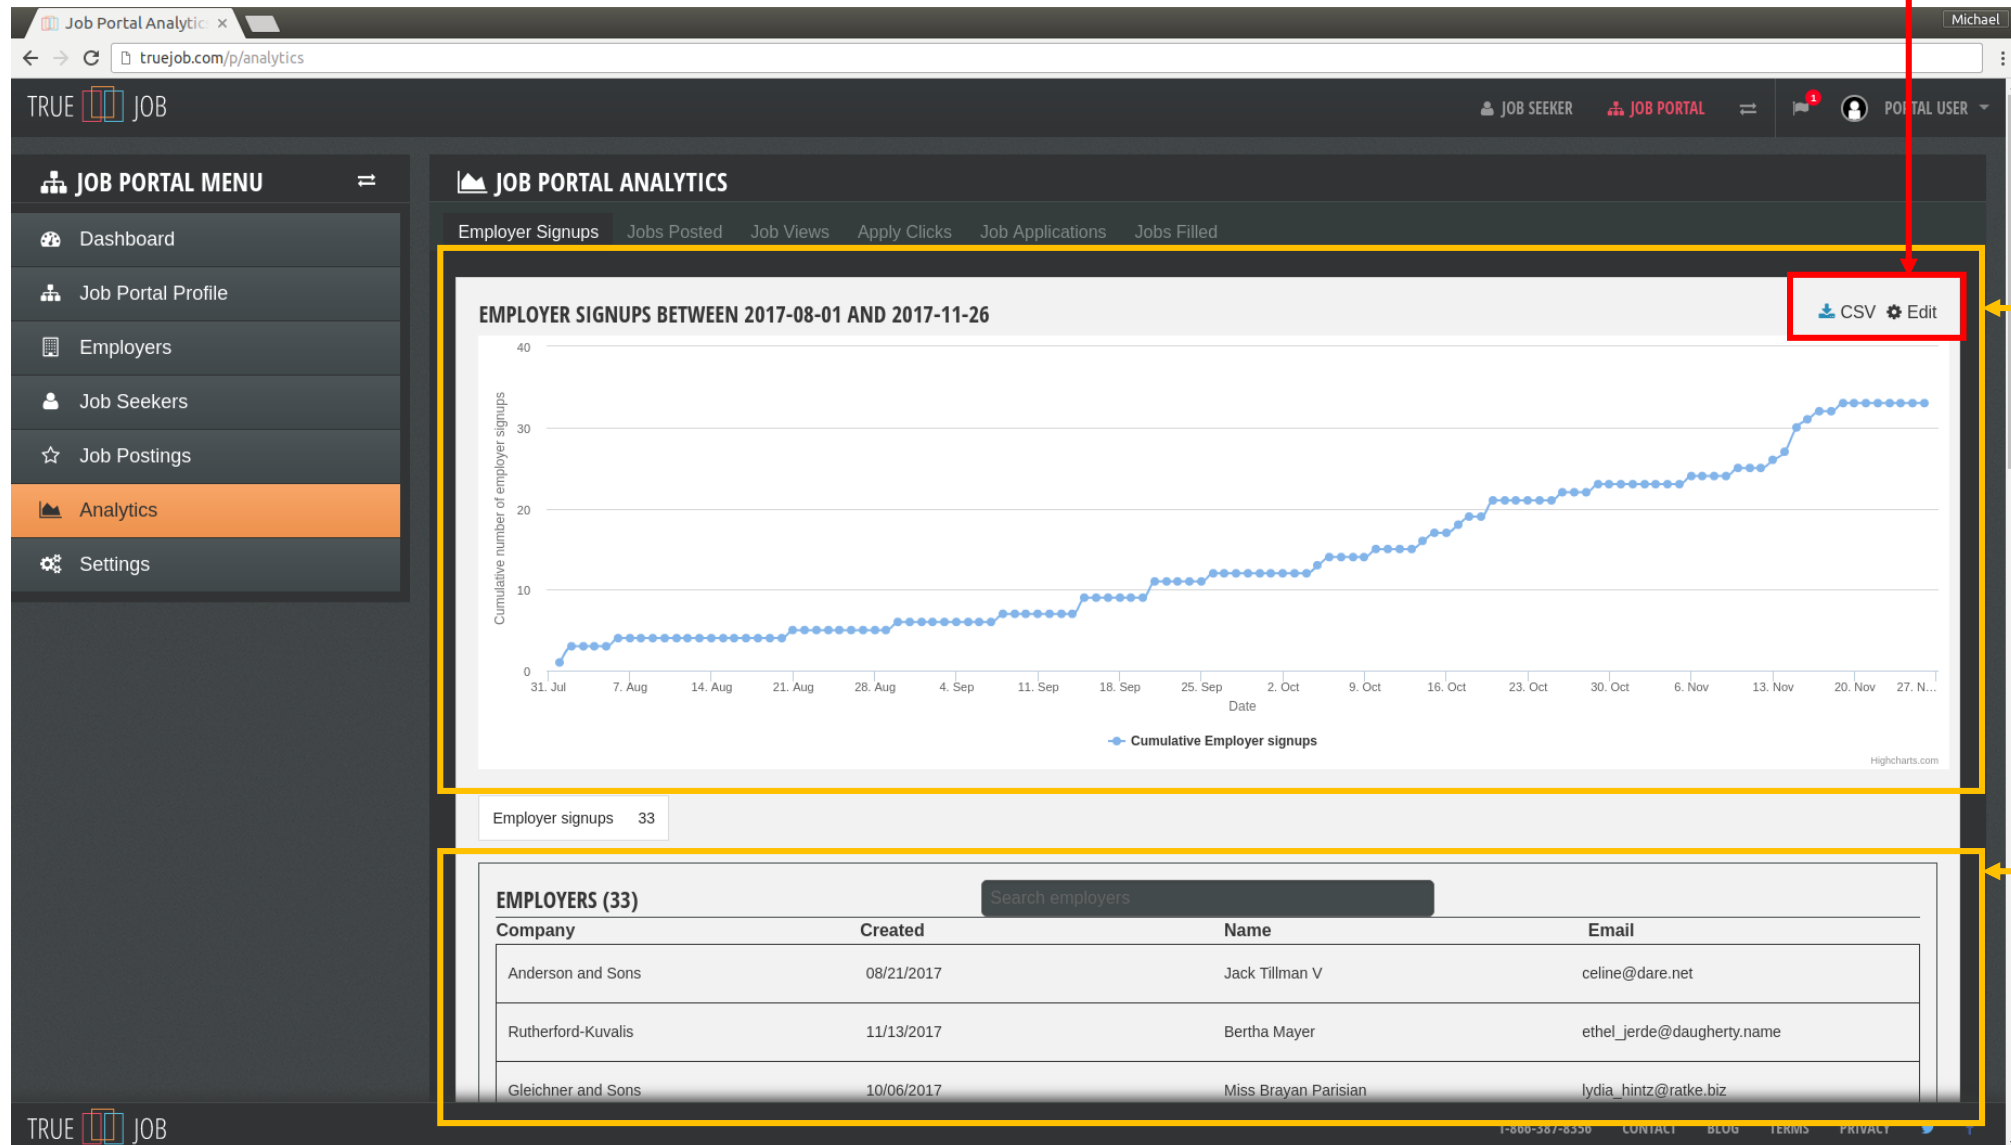 Job Portal Analytic
Michael
truejob.com/p/analytics
TRUE JOB
JOB SEEKER
JOB PORTAL
1
PORTAL USER
JOB PORTAL MENU
Dashboard
Job Portal Profile
Employers
Job Seekers
Job Postings
Analytics
Settings
JOB PORTAL ANALYTICS
Employer Signups Jobs Posted Job Views Apply Clicks Job Applications Jobs Filled
EMPLOYER SIGNUPS BETWEEN 2017-08-01 AND 2017-11-26
CSV Edit
Cumulative number of employer signups
40
30
20
10
0
31. Jul 7. Aug 14. Aug 21. Aug 28. Aug 4. Sep 11. Sep 18. Sep 25. Sep 2. Oct 9. Oct 16. Oct 23. Oct 30. Oct 6. Nov 13. Nov 20. Nov 27. N...
Date
Cumulative Employer signups
Highcharts.com
Employer signups 33
EMPLOYERS (33)
Search employers
Company Created Name Email
Anderson and Sons 08/21/2017 Jack Tillman V celine@dare.net
Rutherford-Kuvalis 11/13/2017 Bertha Mayer ethel_jerde@daugherty.name
Gleichner and Sons 10/06/2017 Miss Brayan Parisian lydia_hintz@ratke.biz
TRUE JOB
1-866-387-8356 CONTACT BLOG TERMS PRIVACY